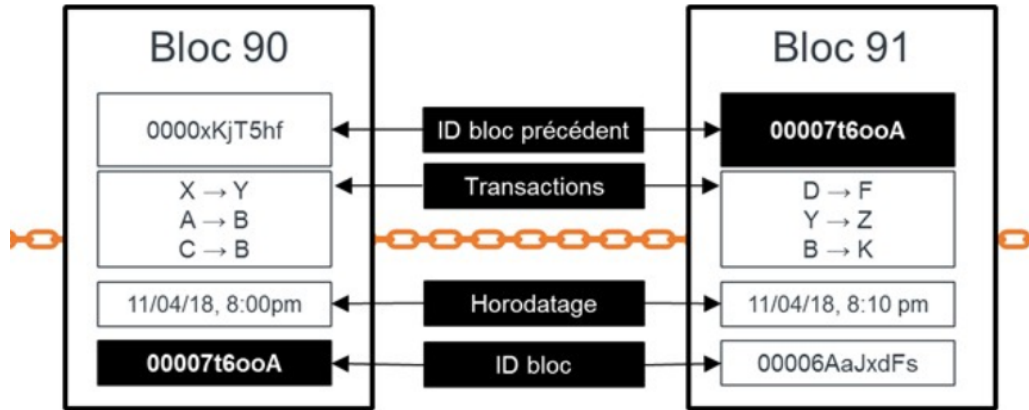 Bloc 90
0000xKjT5hf
X → Y
A → B
C → B
11/04/18, 8:00pm
00007t6ooA
ID bloc précédent
Transactions
Horodatage
ID bloc
Bloc 91
00007t6ooA
D → F
Y → Z
B → K
11/04/18, 8:10 pm
00006AaJxdFs